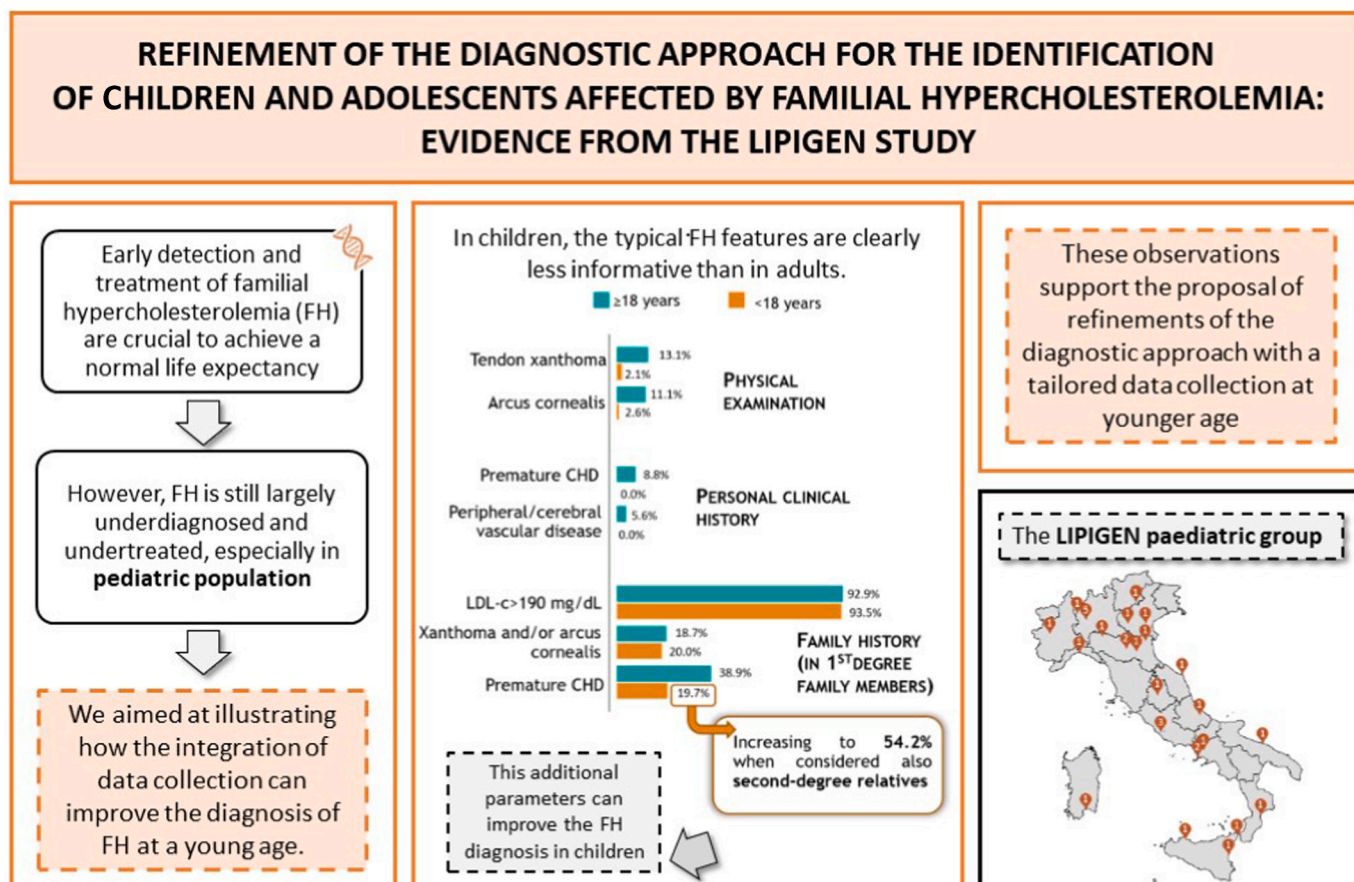 REFINEMENT OF THE DIAGNOSTIC APPROACH FOR THE IDENTIFICATION
OF CHILDREN AND ADOLESCENTS AFFECTED BY FAMILIAL HYPERCHOLESTEROLEMIA:
EVIDENCE FROM THE LIPIGEN STUDY
Early detection and
treatment of familial
hypercholesterolemia (FH)
are crucial to achieve a
normal life expectancy
However, FH is still largely
underdiagnosed and
undertreated, especially in
pediatric population
We aimed at illustrating
how the integration of
data collection can
improve the diagnosis of
FH at a young age.
In children, the typical FH features are clearly
less informative than in adults.
≥18 years
<18 years
Tendon xanthoma
13.1%
2.1%
Arcus cornealis
11.1%
2.6%
PHYSICAL
EXAMINATION
Premature CHD
8.8%
0.0%
Peripheral/cerebral
vascular disease
5.6%
0.0%
PERSONAL CLINICAL
HISTORY
LDL-c>190 mg/dL
92.9%
93.5%
Xanthoma and/or arcus
cornealis
18.7%
20.0%
Premature CHD
38.9%
19.7%
FAMILY HISTORY
(IN 1ST DEGREE
FAMILY MEMBERS)
Increasing to 54.2%
when considered also
second-degree relatives
This additional
parameters can
improve the FH
diagnosis in children
These observations
support the proposal of
refinements of the
diagnostic approach with a
tailored data collection at
younger age
The LIPIGEN paediatric group